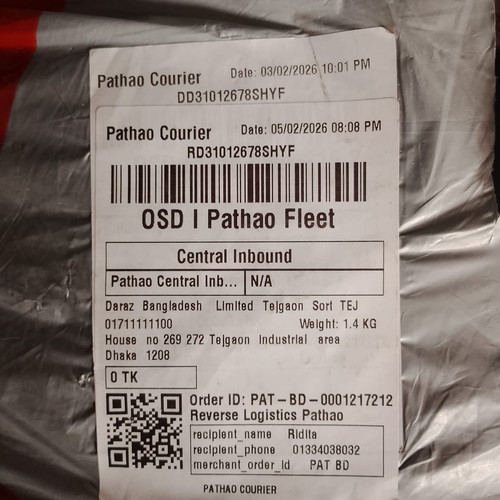 Pathao Courier Date: 03/02/2026 10:01 PM
DD31012678SHYF
Pathao Courier Date: 05/02/2026 08:08 PM
RD31012678SHYF
OSD I Pathao Fleet
Central Inbound
Pathao Central Inb... N/A
Daraz Bangladesh Limited Tejgaon Sort TEJ
01711111100 Weight: 1.4 KG
House no 269 272 Tejgaon Industrial area
Dhaka 1208
0 TK
Order ID: PAT-BD-0001217212
Reverse Logistics Pathao
recipient_name Ridita
recipient_phone 01334038032
merchant_order_id PAT BD
PATHAO COURIER